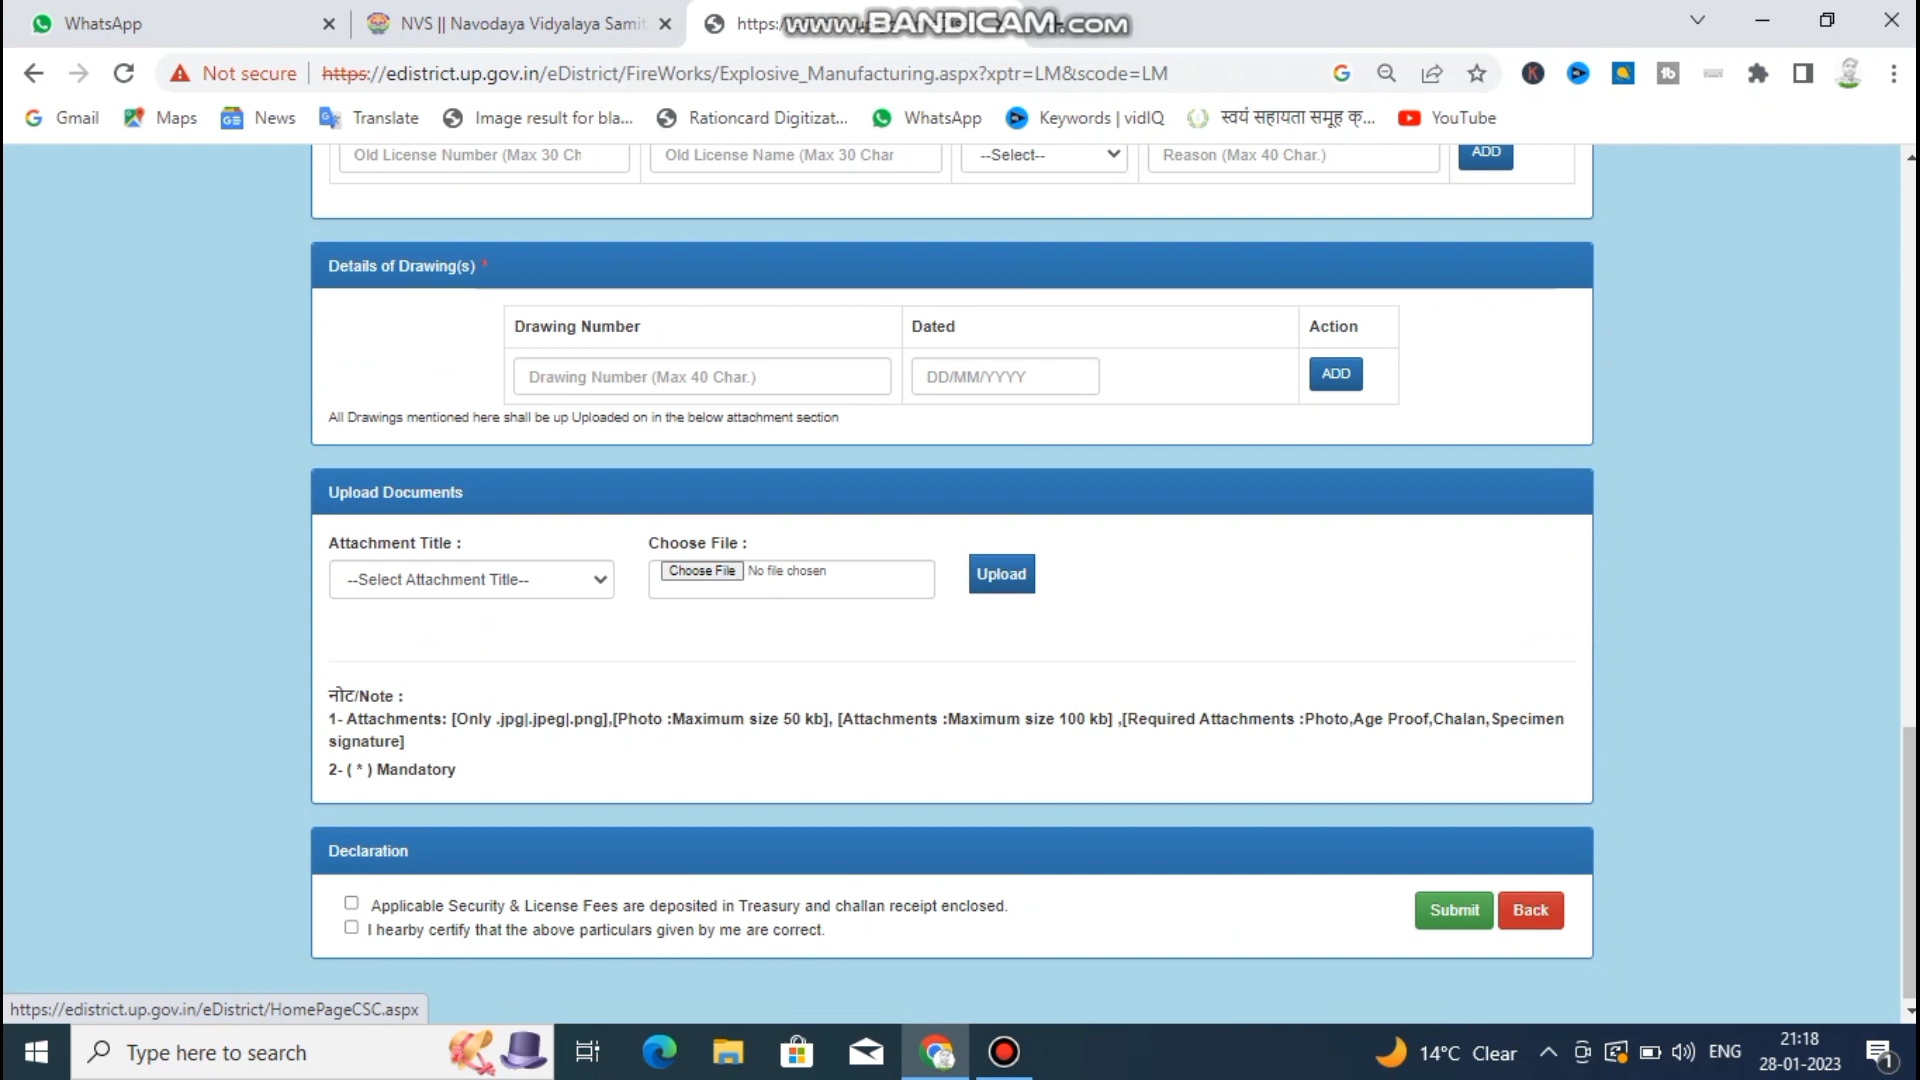 WhatsApp
NVS || Navodaya Vidyalaya Samit
https:/
www.BANDICAM.com
Not secure
https://edistrict.up.gov.in/eDistrict/FireWorks/Explosive_Manufacturing.aspx?xptr=LM&scode=LM
Gmail
Maps
News
Translate
Image result for bla...
Rationcard Digitizat...
WhatsApp
Keywords | vidIQ
स्वयं सहायता समूह क्...
YouTube
Old License Number (Max 30 Ch
Old License Name (Max 30 Char
--Select--
Reason (Max 40 Char.)
ADD
Details of Drawing(s) *
Drawing Number
Dated
Action
Drawing Number (Max 40 Char.)
DD/MM/YYYY
ADD
All Drawings mentioned here shall be up Uploaded on in the below attachment section
Upload Documents
Attachment Title :
Choose File :
--Select Attachment Title--
Choose File No file chosen
Upload
नोट/Note :
1- Attachments: [Only .jpg|.jpeg|.png],[Photo :Maximum size 50 kb], [Attachments :Maximum size 100 kb] ,[Required Attachments :Photo,Age Proof,Chalan,Specimen
signature]
2- ( * ) Mandatory
Declaration
Applicable Security & License Fees are deposited in Treasury and challan receipt enclosed.
I hearby certify that the above particulars given by me are correct.
Submit
Back
https://edistrict.up.gov.in/eDistrict/HomePageCSC.aspx
Type here to search
14°C Clear
ENG
21:18
28-01-2023
1